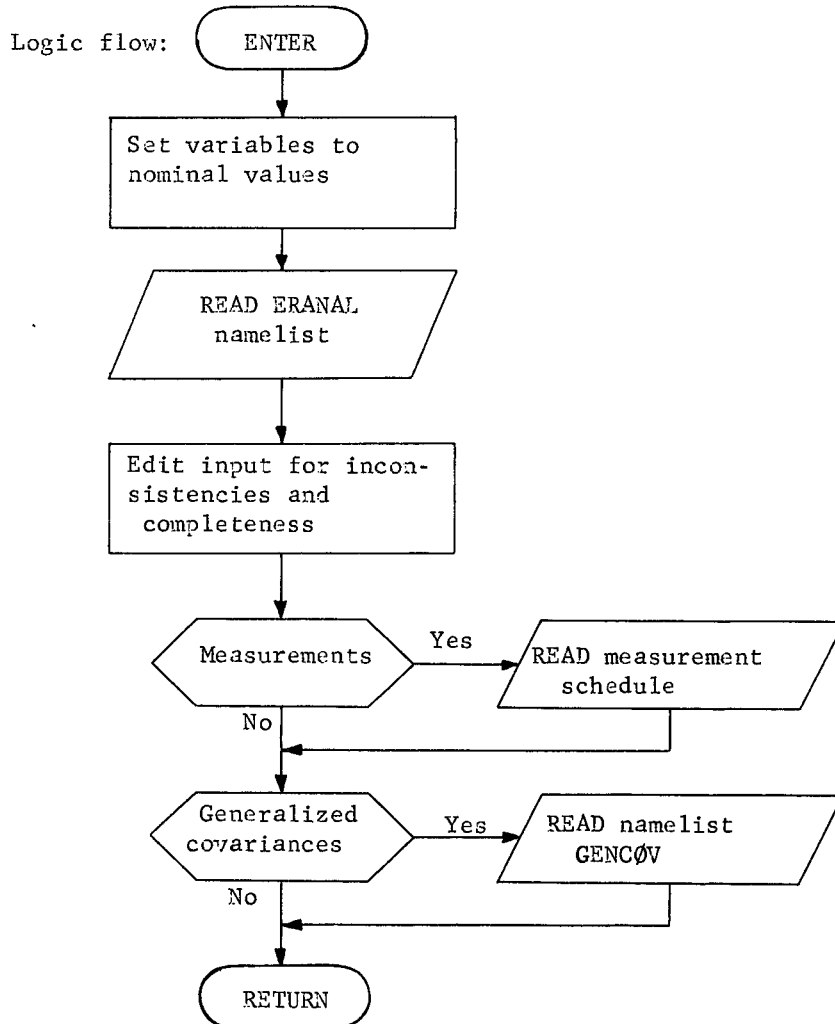 Logic flow:
ENTER
Set variables to
nominal values
READ ERANAL
namelist
Edit input for incon-
sistencies and
completeness
Measurements
Yes
READ measurement
schedule
No
Generalized
covariances
Yes
READ namelist
GENCØV
No
RETURN